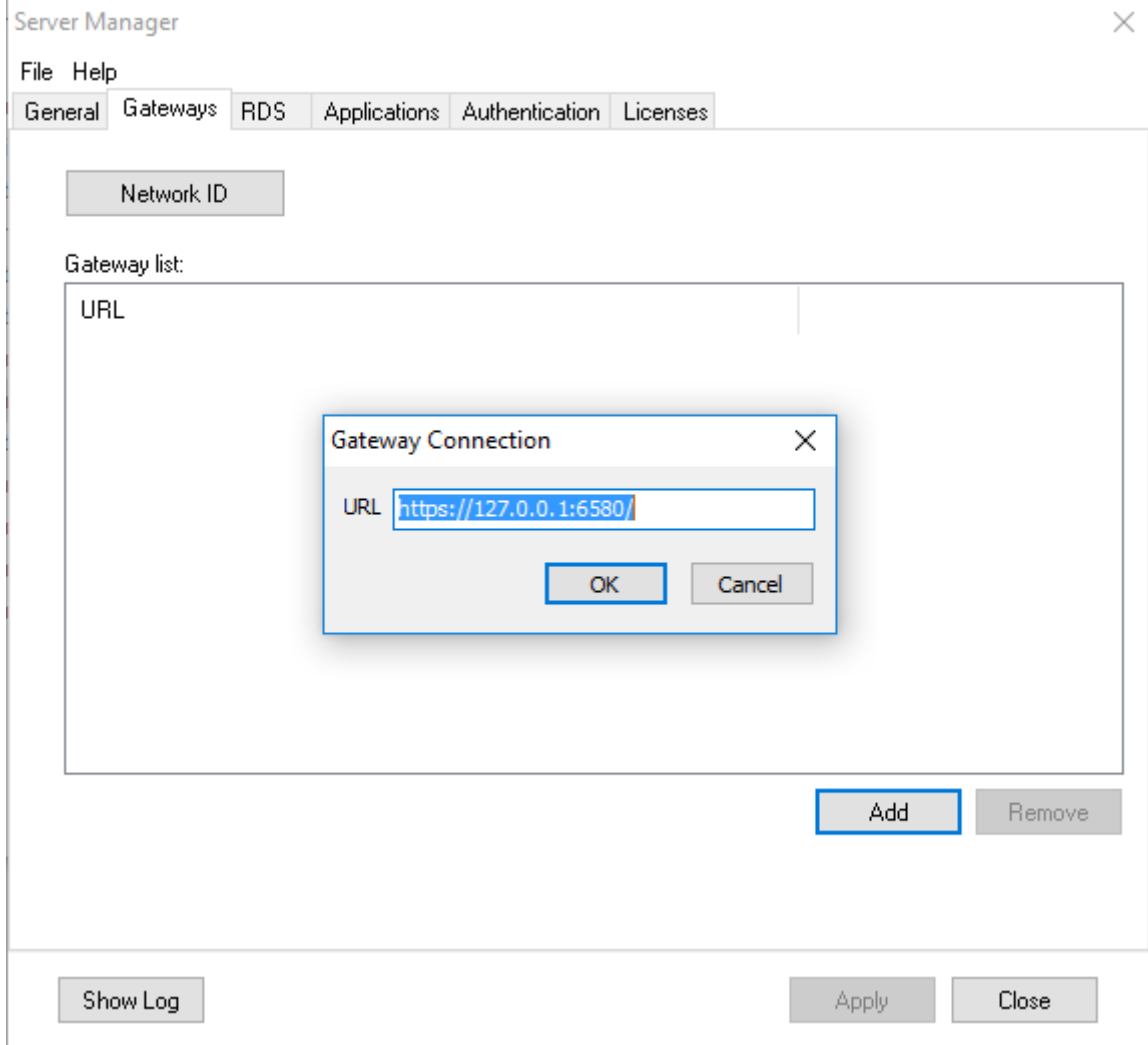 Server Manager
File Help
General Gateways RDS Applications Authentication Licenses
Network ID
Gateway list:
URL
Gateway Connection
URL https://127.0.0.1:6580/
OK Cancel
Add Remove
Show Log Apply Close